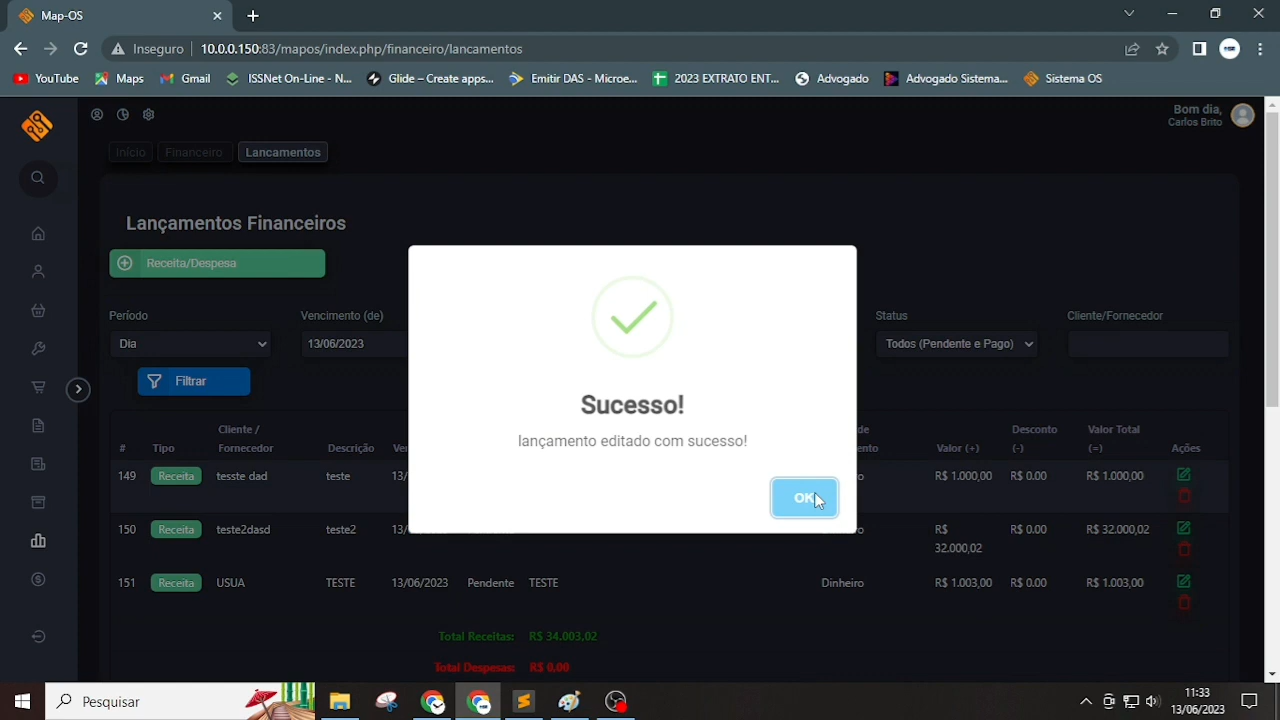 Map-OS
Inseguro 10.0.0.150:83/mapos/index.php/financeiro/lancamentos
YouTube Maps Gmail ISSNet On-Line - N... Glide – Create apps... Emitir DAS - Microe... 2023 EXTRATO ENT... Advogado Advogado Sistema... Sistema OS
Bom dia,
Carlos Brito
Início Financeiro Lancamentos
Lançamentos Financeiros
Receita/Despesa
Período Vencimento (de) Status Cliente/Fornecedor
Dia 13/06/2023 Todos (Pendente e Pago)
Filtrar
Sucesso!
lançamento editado com sucesso!
OK
# Tipo Cliente / Fornecedor Descrição Valor (+) Desconto (-) Valor Total (=) Ações
149 Receita tesste dad teste 13/ R$ 1.000,00 R$ 0.00 R$ 1.000,00
150 Receita teste2dasd teste2 13/ R$ 32.000,02 R$ 0.00 R$ 32.000,02
151 Receita USUA TESTE 13/06/2023 Pendente TESTE Dinheiro R$ 1.003,00 R$ 0.00 R$ 1.003,00
Total Receitas: R$ 34.003,02
Total Despesas: R$ 0.00
Pesquisar
11:33
13/06/2023